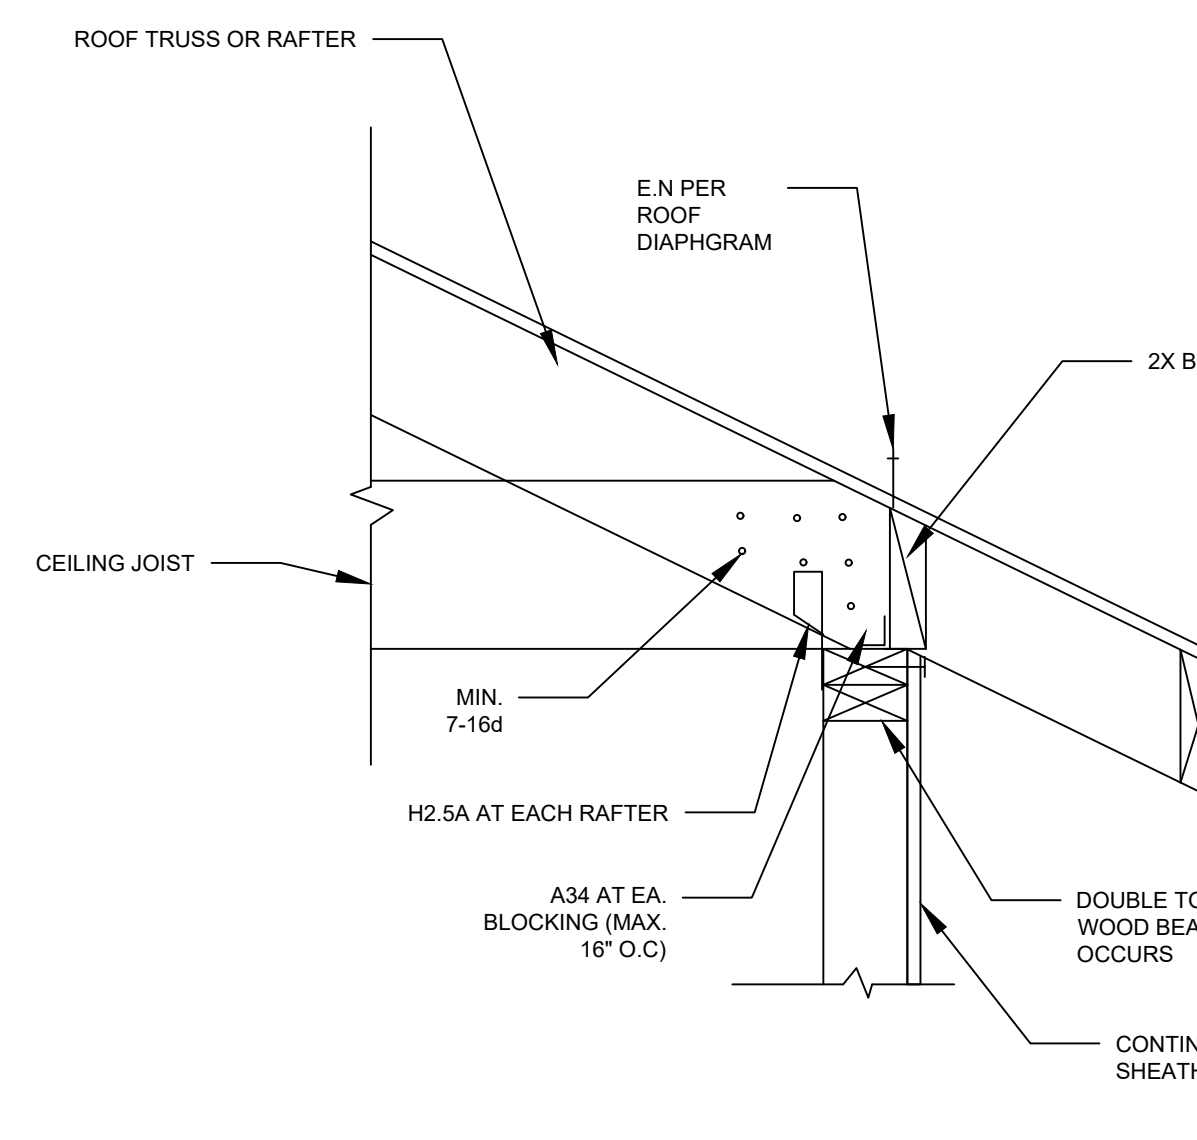 ROOF TRUSS OR RAFTER
E.N PER
ROOF
DIAPHGRAM
2X B
CEILING JOIST
MIN.
7-16d
H2.5A AT EACH RAFTER
A34 AT EA.
BLOCKING (MAX.
16" O.C)
DOUBLE TO
WOOD BEA
OCCURS
CONTIN
SHEATH